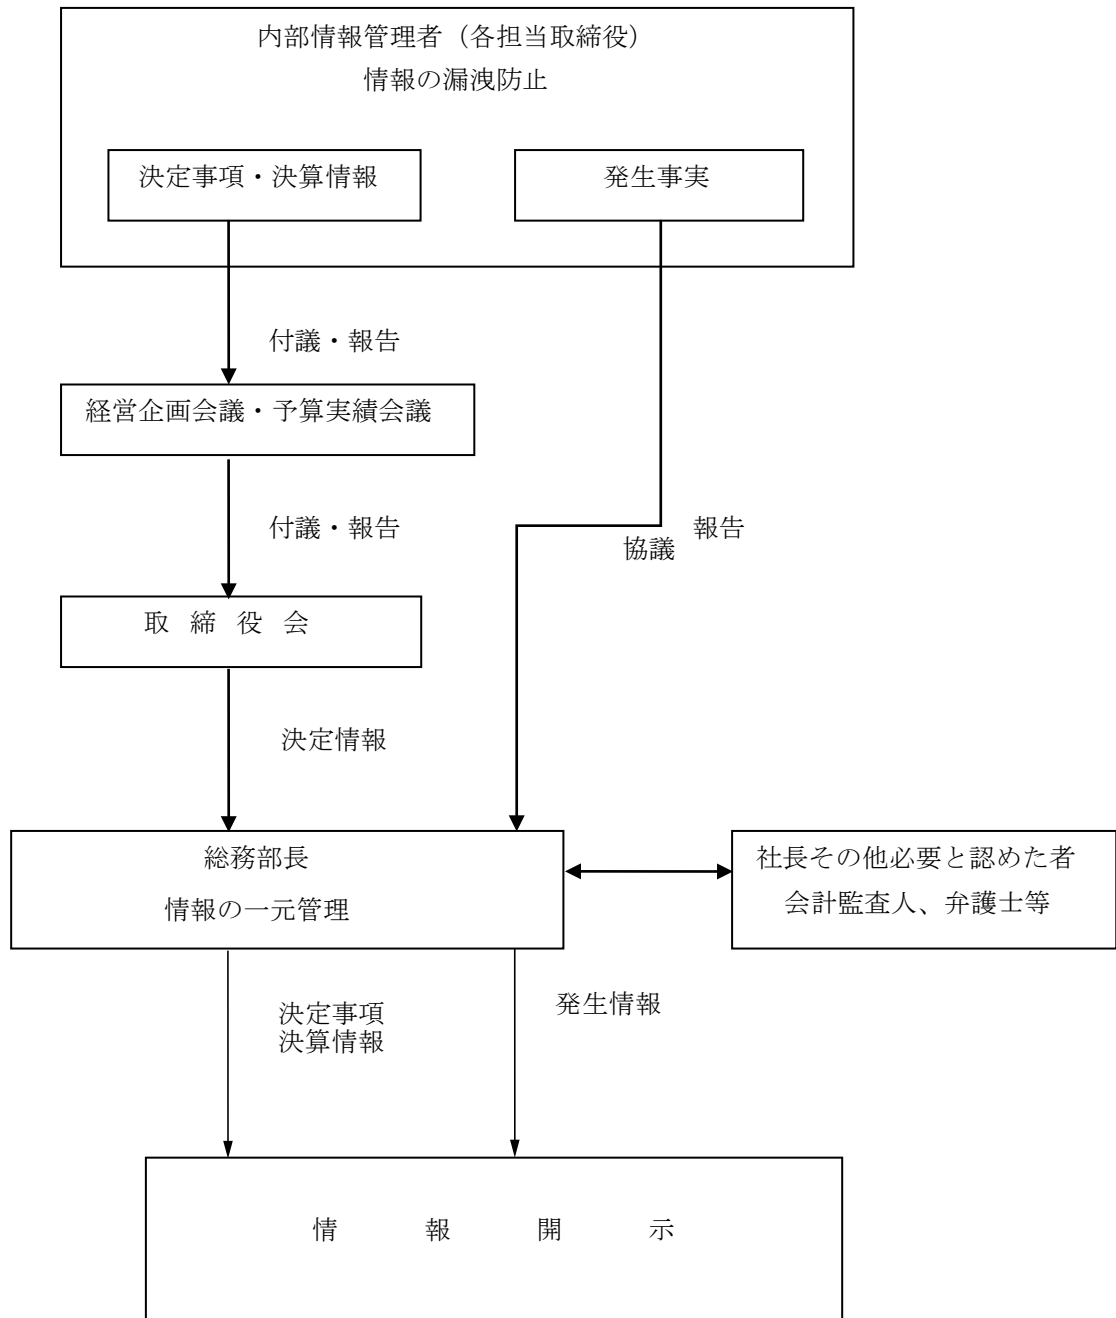 内部情報管理者（各担当取締役）
情報の漏洩防止
決定事項・決算情報
発生事実
付議・報告
経営企画会議・予算実績会議
付議・報告
報告
協議
取 締 役 会
決定情報
総務部長
情報の一元管理
社長その他必要と認めた者
会計監査人、弁護士等
決定事項
決算情報
発生情報
情 報 開 示